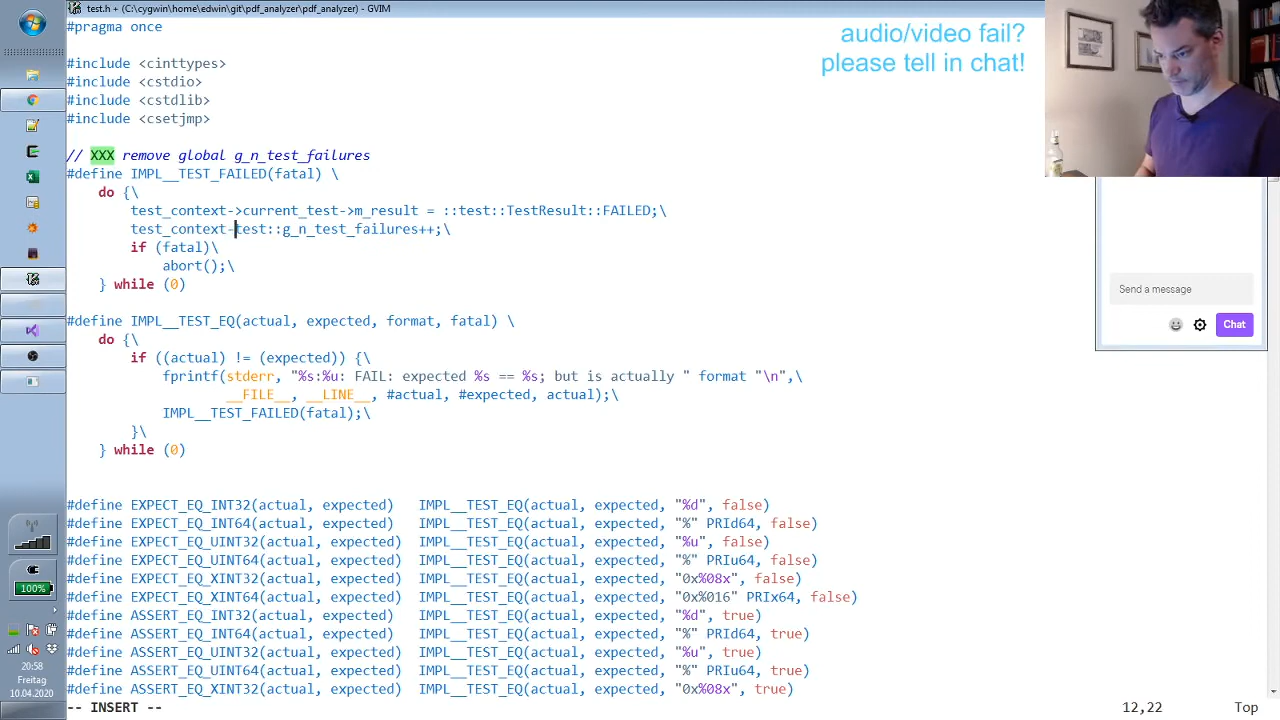 test.h + (C:\cygwin\home\edwin\git\pdf_analyzer\pdf_analyzer) - GVIM
#pragma once
#include <cinttypes>
#include <cstdio>
#include <cstdlib>
#include <csetjmp>
// XXX remove global g_n_test_failures
#define IMPL__TEST_FAILED(fatal) \
do {\
test_context->current_test->m_result = ::test::TestResult::FAILED;\
test_context-test::g_n_test_failures++;\
if (fatal)\
abort();\
} while (0)
#define IMPL__TEST_EQ(actual, expected, format, fatal) \
do {\
if ((actual) != (expected)) {\
fprintf(stderr, "%s:%u: FAIL: expected %s == %s; but is actually " format "\n",\
__FILE__, __LINE__, #actual, #expected, actual);\
IMPL__TEST_FAILED(fatal);\
}\
} while (0)
#define EXPECT_EQ_INT32(actual, expected) IMPL__TEST_EQ(actual, expected, "%d", false)
#define EXPECT_EQ_INT64(actual, expected) IMPL__TEST_EQ(actual, expected, "%" PRId64, false)
#define EXPECT_EQ_UINT32(actual, expected) IMPL__TEST_EQ(actual, expected, "%u", false)
#define EXPECT_EQ_UINT64(actual, expected) IMPL__TEST_EQ(actual, expected, "%" PRIu64, false)
#define EXPECT_EQ_XINT32(actual, expected) IMPL__TEST_EQ(actual, expected, "0x%08x", false)
#define EXPECT_EQ_XINT64(actual, expected) IMPL__TEST_EQ(actual, expected, "0x%016" PRIx64, false)
#define ASSERT_EQ_INT32(actual, expected) IMPL__TEST_EQ(actual, expected, "%d", true)
#define ASSERT_EQ_INT64(actual, expected) IMPL__TEST_EQ(actual, expected, "%" PRId64, true)
#define ASSERT_EQ_UINT32(actual, expected) IMPL__TEST_EQ(actual, expected, "%u", true)
#define ASSERT_EQ_UINT64(actual, expected) IMPL__TEST_EQ(actual, expected, "%" PRIu64, true)
#define ASSERT_EQ_XINT32(actual, expected) IMPL__TEST_EQ(actual, expected, "0x%08x", true)
-- INSERT --
12,22
Top
audio/video fail?
please tell in chat!
Send a message
Chat
100%
20:58
Freitag
10.04.2020